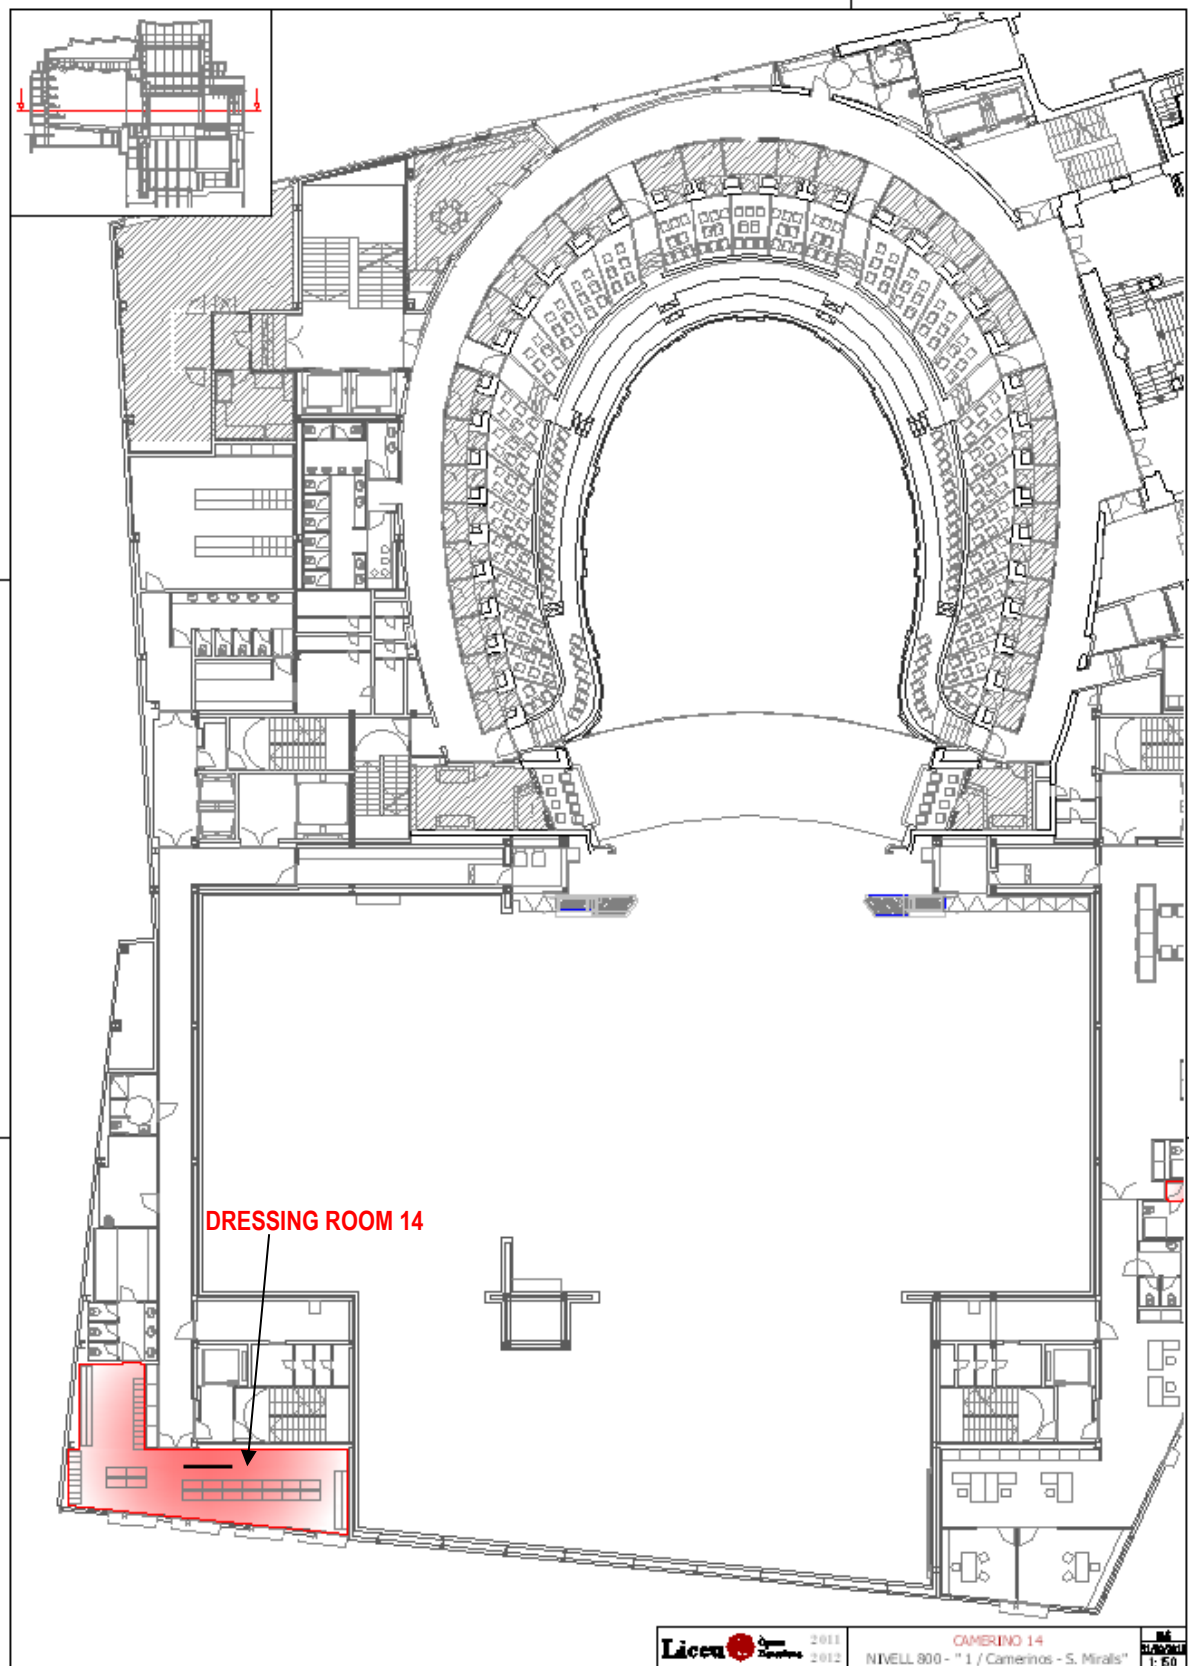 DRESSING ROOM 14
Liceu
2011
2012
CAMERINO 14
NIVELL 800 - " 1 / Camerinos - S. Miralls"
1:150